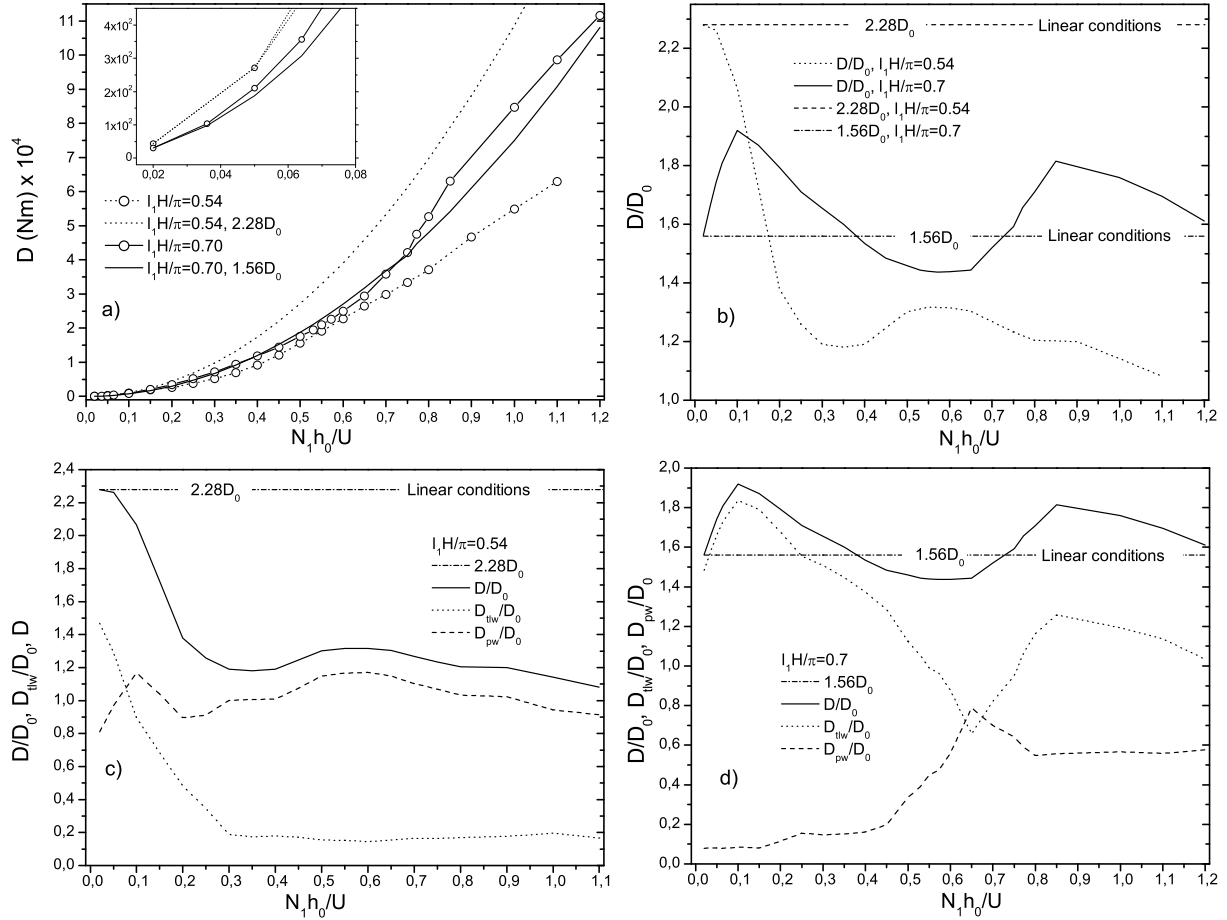 D (Nm) x 10⁴
11
10
9
8
7
6
5
4
3
2
1
0
4x10²
3x10²
2x10²
1x10²
0
0,02 0,04 0,06 0,08
l₁H/π=0.54
l₁H/π=0.54, 2.28D₀
l₁H/π=0.70
l₁H/π=0.70, 1.56D₀
a)
0,0 0,1 0,2 0,3 0,4 0,5 0,6 0,7 0,8 0,9 1,0 1,1 1,2
N₁h₀/U
D/D₀
2,2
2,0
1,8
1,6
1,4
1,2
1,0
2.28D₀ Linear conditions
D/D₀, l₁H/π=0.54
D/D₀, l₁H/π=0.7
2.28D₀, l₁H/π=0.54
1.56D₀, l₁H/π=0.7
1.56D₀ Linear conditions
b)
0,0 0,1 0,2 0,3 0,4 0,5 0,6 0,7 0,8 0,9 1,0 1,1 1,2
N₁h₀/U
D/D₀, Dtlw/D₀, D
2,4
2,2
2,0
1,8
1,6
1,4
1,2
1,0
0,8
0,6
0,4
0,2
0,0
2.28D₀ Linear conditions
l₁H/π=0.54
2.28D₀
D/D₀
Dtlw/D₀
Dpw/D₀
c)
0,0 0,1 0,2 0,3 0,4 0,5 0,6 0,7 0,8 0,9 1,0 1,1
N₁h₀/U
D/D₀, Dtlw/D₀, Dpw/D₀
2,0
1,8
1,6
1,4
1,2
1,0
0,8
0,6
0,4
0,2
0,0
1.56D₀ Linear conditions
l₁H/π=0.7
1.56D₀
D/D₀
Dtlw/D₀
Dpw/D₀
d)
0,0 0,1 0,2 0,3 0,4 0,5 0,6 0,7 0,8 0,9 1,0 1,1 1,2
N₁h₀/U